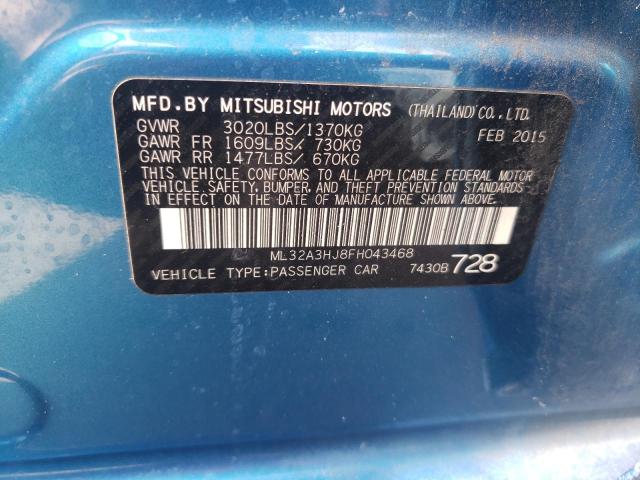 MFD.BY MITSUBISHI MOTORS (THAILAND)CO.,LTD.
GVWR 3020LBS/1370KG FEB 2015
GAWR FR 1609LBS/ 730KG
GAWR RR 1477LBS/ 670KG
THIS VEHICLE CONFORMS TO ALL APPLICABLE FEDERAL MOTOR
VEHICLE SAFETY, BUMPER, AND THEFT PREVENTION STANDARDS
IN EFFECT ON THE DATE OF MANUFACTURE SHOWN ABOVE.
ML32A3HJ8FH043468
VEHICLE TYPE:PASSENGER CAR 7430B 728